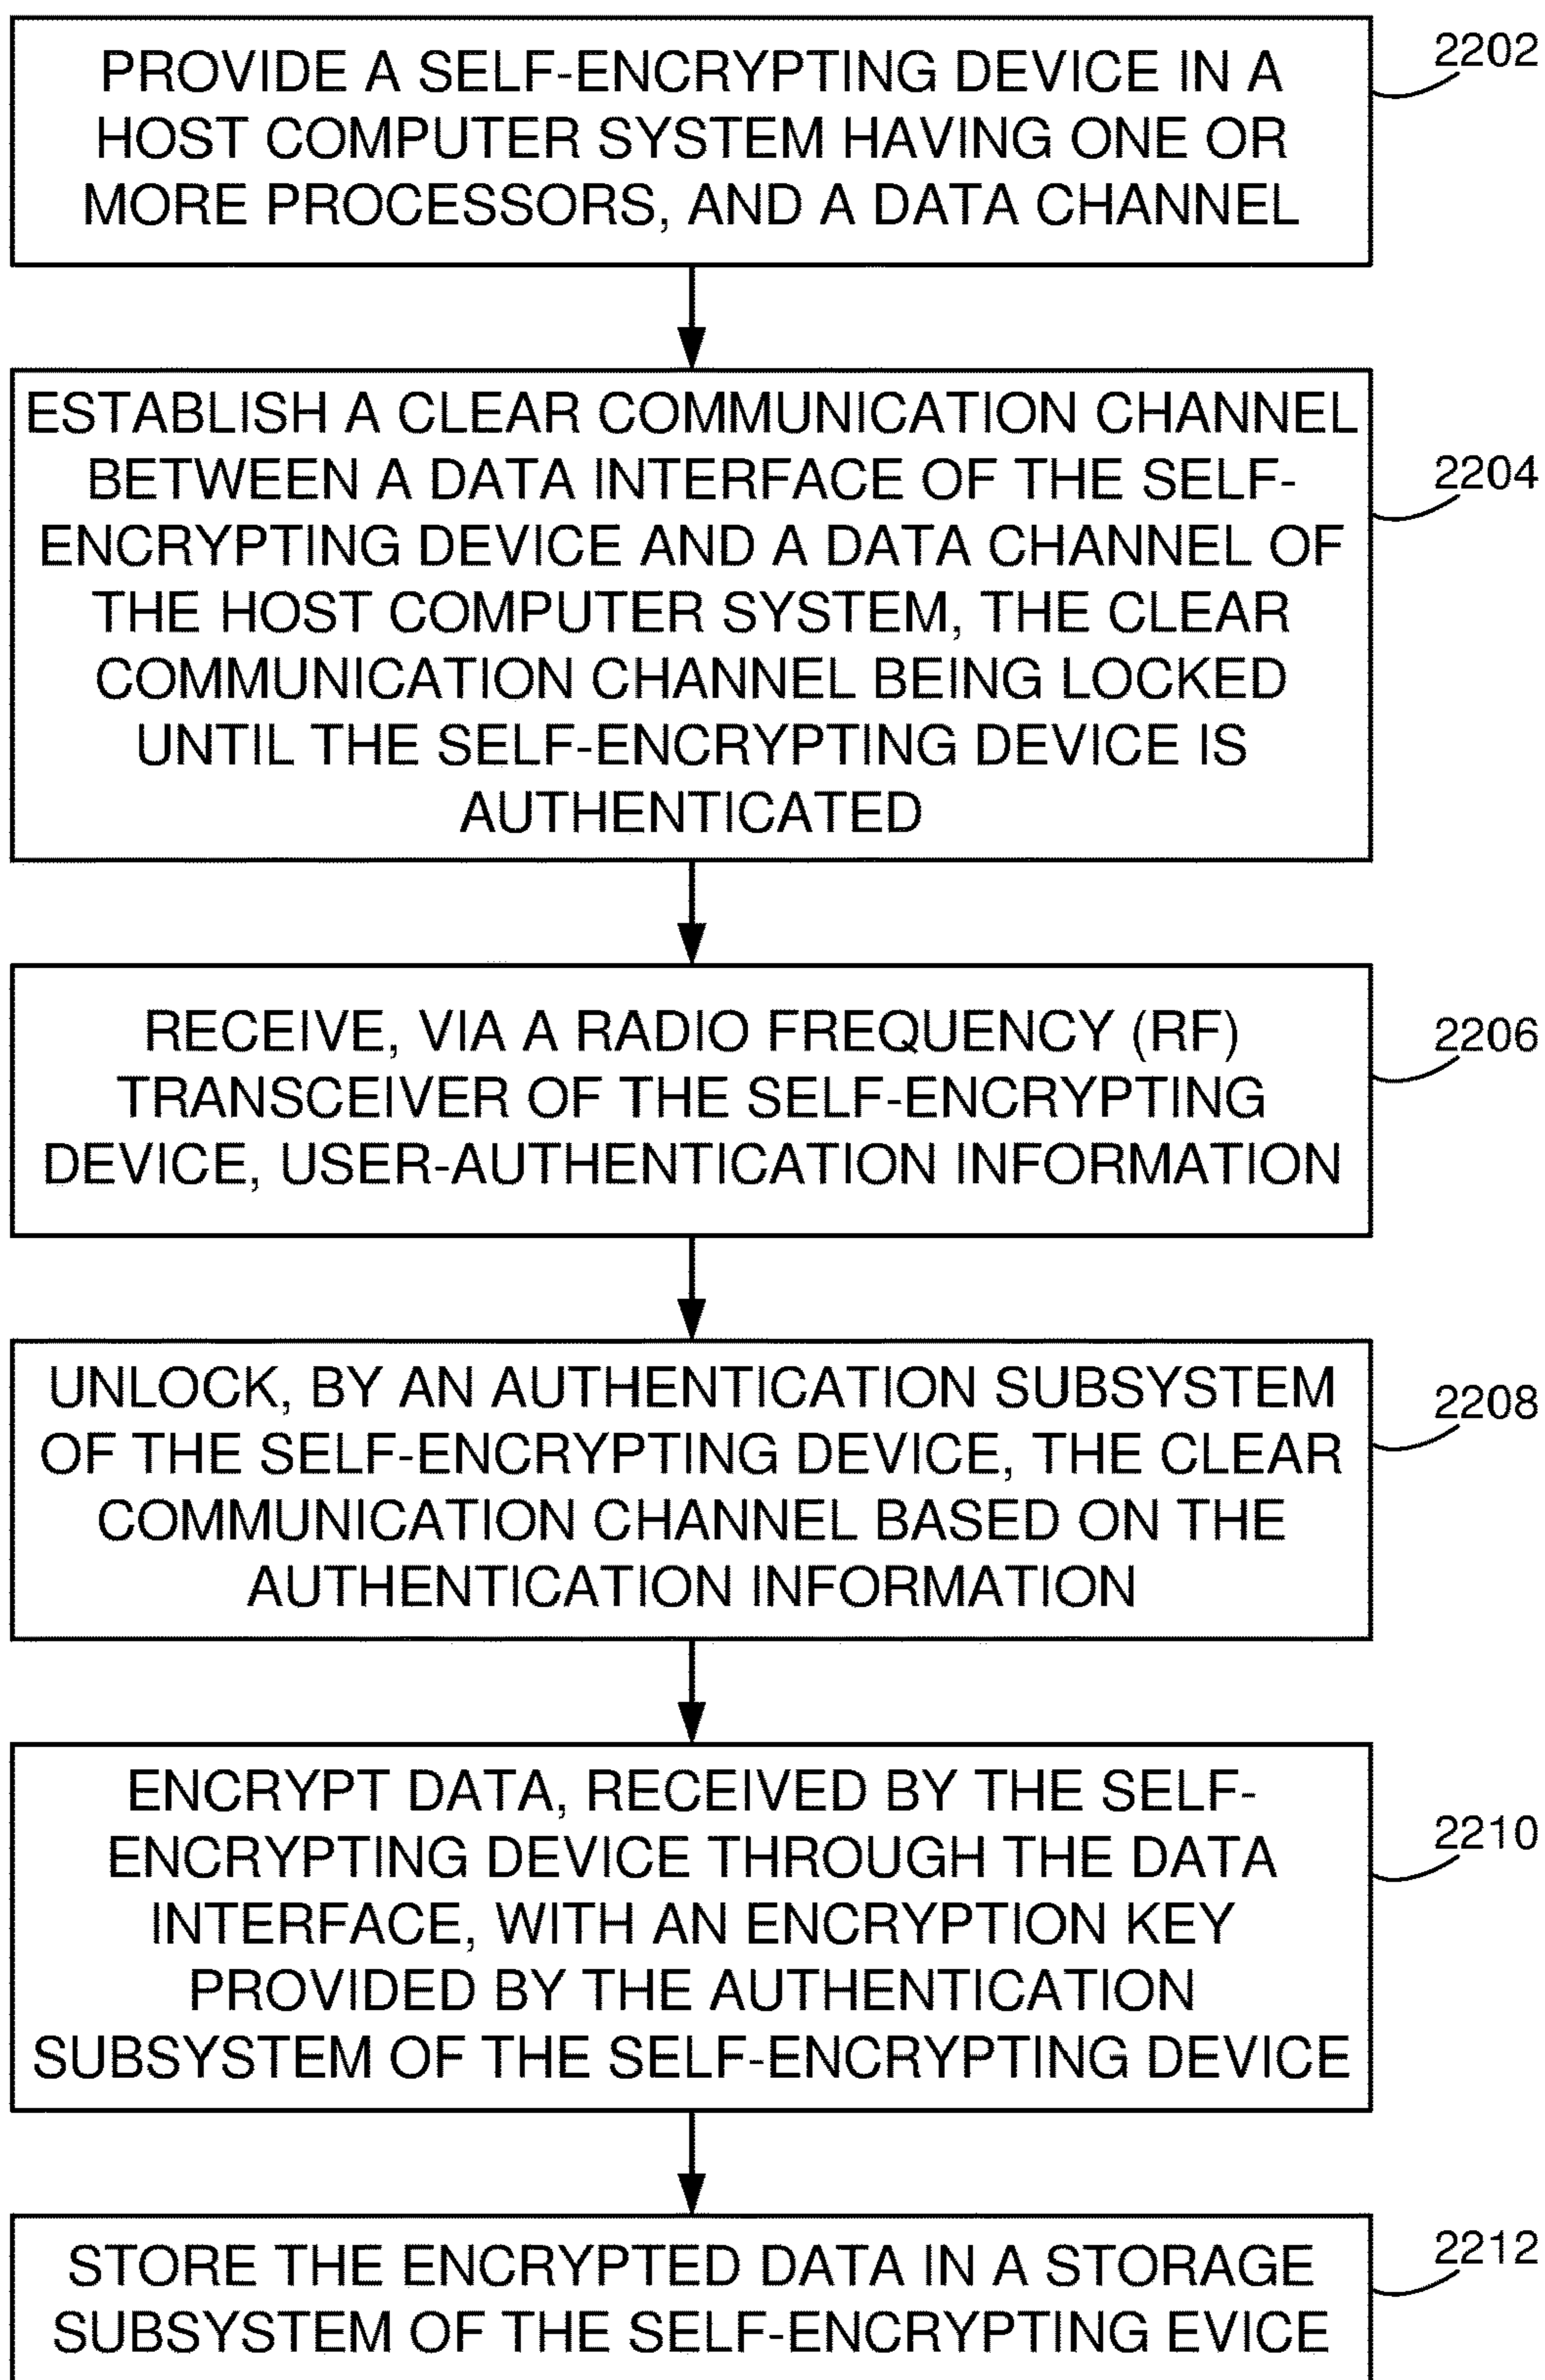 PROVIDE A SELF-ENCRYPTING DEVICE IN A
HOST COMPUTER SYSTEM HAVING ONE OR
MORE PROCESSORS, AND A DATA CHANNEL
2202
ESTABLISH A CLEAR COMMUNICATION CHANNEL
BETWEEN A DATA INTERFACE OF THE SELF-
ENCRYPTING DEVICE AND A DATA CHANNEL OF
THE HOST COMPUTER SYSTEM, THE CLEAR
COMMUNICATION CHANNEL BEING LOCKED
UNTIL THE SELF-ENCRYPTING DEVICE IS
AUTHENTICATED
2204
RECEIVE, VIA A RADIO FREQUENCY (RF)
TRANSCEIVER OF THE SELF-ENCRYPTING
DEVICE, USER-AUTHENTICATION INFORMATION
2206
UNLOCK, BY AN AUTHENTICATION SUBSYSTEM
OF THE SELF-ENCRYPTING DEVICE, THE CLEAR
COMMUNICATION CHANNEL BASED ON THE
AUTHENTICATION INFORMATION
2208
ENCRYPT DATA, RECEIVED BY THE SELF-
ENCRYPTING DEVICE THROUGH THE DATA
INTERFACE, WITH AN ENCRYPTION KEY
PROVIDED BY THE AUTHENTICATION
SUBSYSTEM OF THE SELF-ENCRYPTING DEVICE
2210
STORE THE ENCRYPTED DATA IN A STORAGE
SUBSYSTEM OF THE SELF-ENCRYPTING EVICE
2212